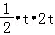 1/2 • t • 2t